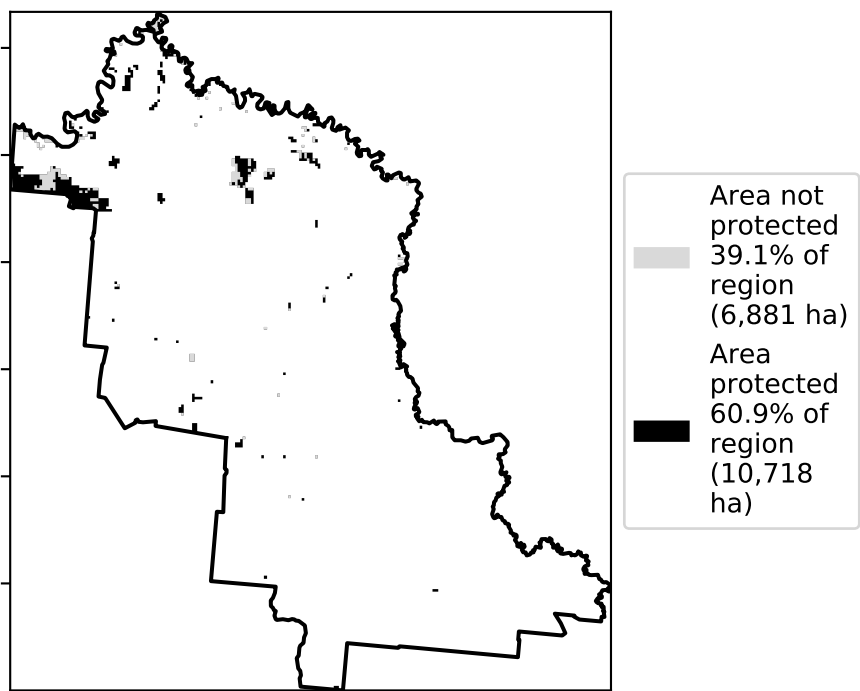 Area not
protected
39.1% of
region
(6,881 ha)
Area
protected
60.9% of
region
(10,718
ha)